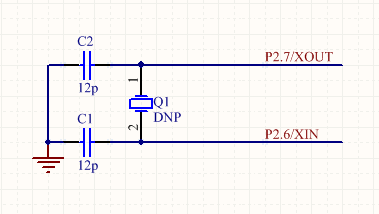 C2
P2.7/XOUT
12p
1
Q1
DNP
C1
2
P2.6/XIN
12p